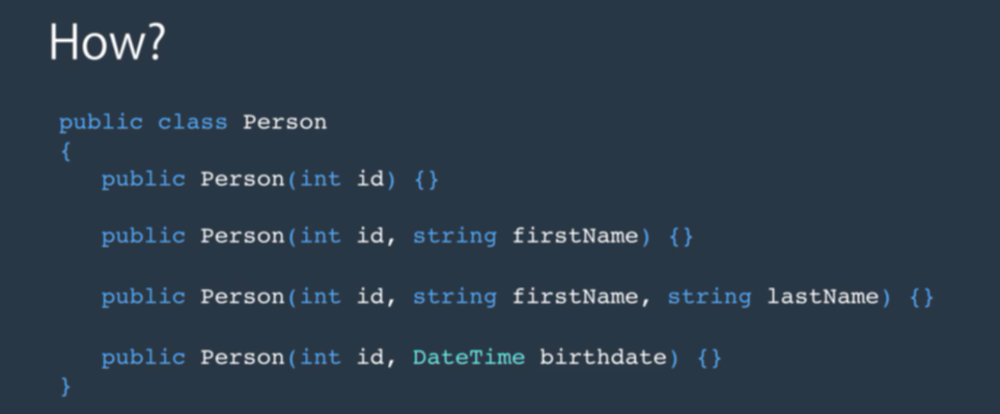 How?
public class Person
{
public Person(int id) {}
public Person(int id, string firstName) {}
public Person(int id, string firstName, string lastName) {}
public Person(int id, DateTime birthdate) {}
}